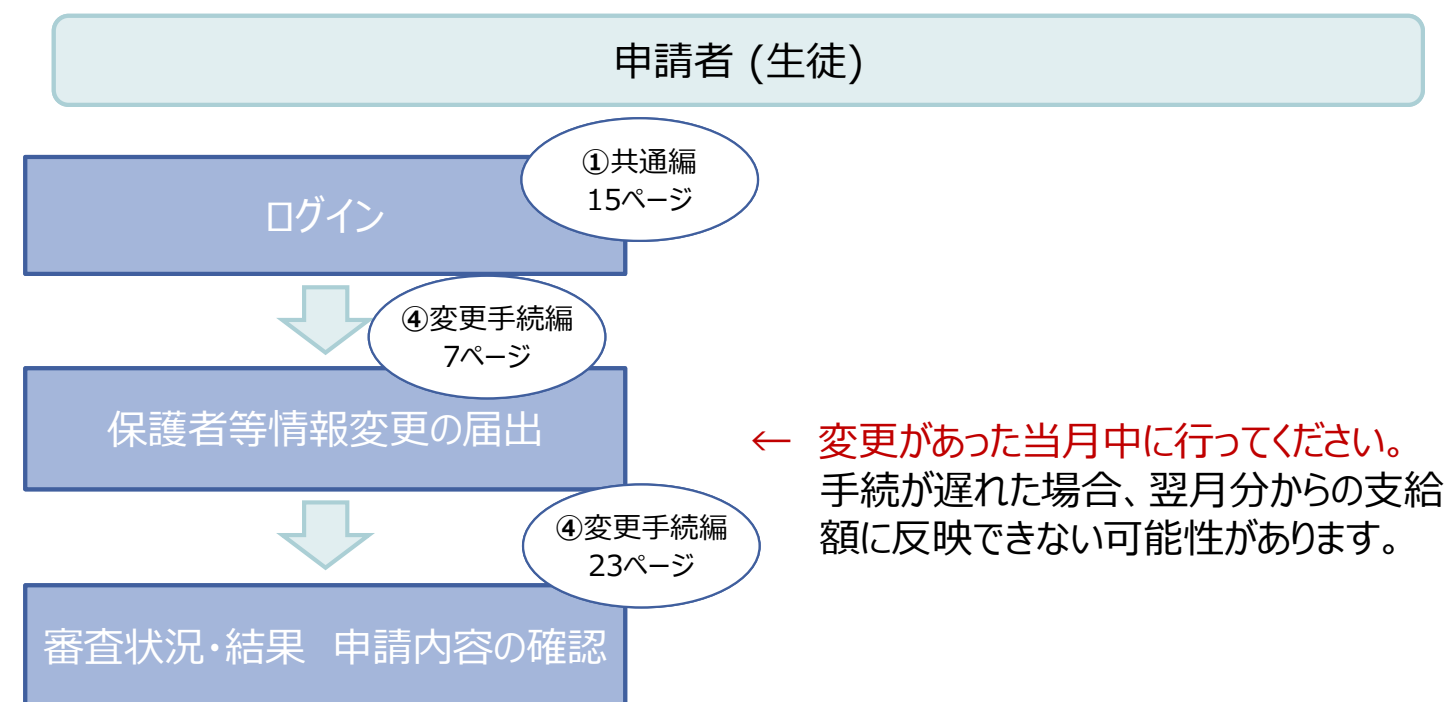 申請者 (生徒)
①共通編
15ページ
ログイン
④変更手続編
7ページ
保護者等情報変更の届出
← 変更があった当月中に行ってください。
手続が遅れた場合、翌月分からの支給
額に反映できない可能性があります。
④変更手続編
23ページ
審査状況・結果　申請内容の確認